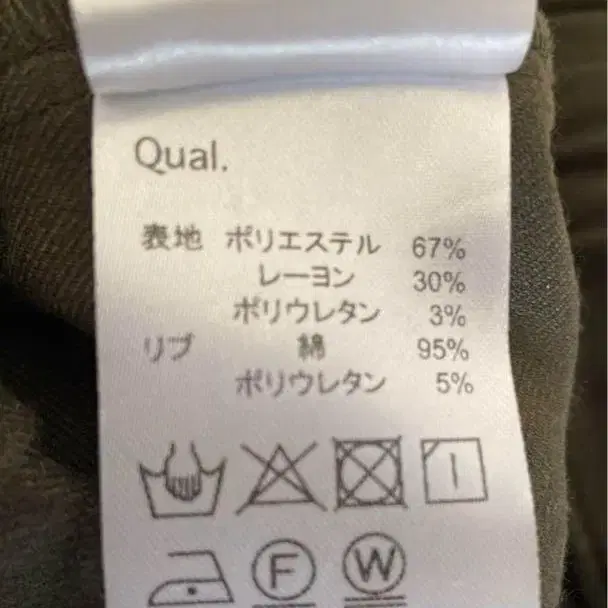 Qual.
表地 ポリエステル 67%
レーヨン 30%
ポリウレタン 3%
リブ 綿 95%
ポリウレタン 5%
F W